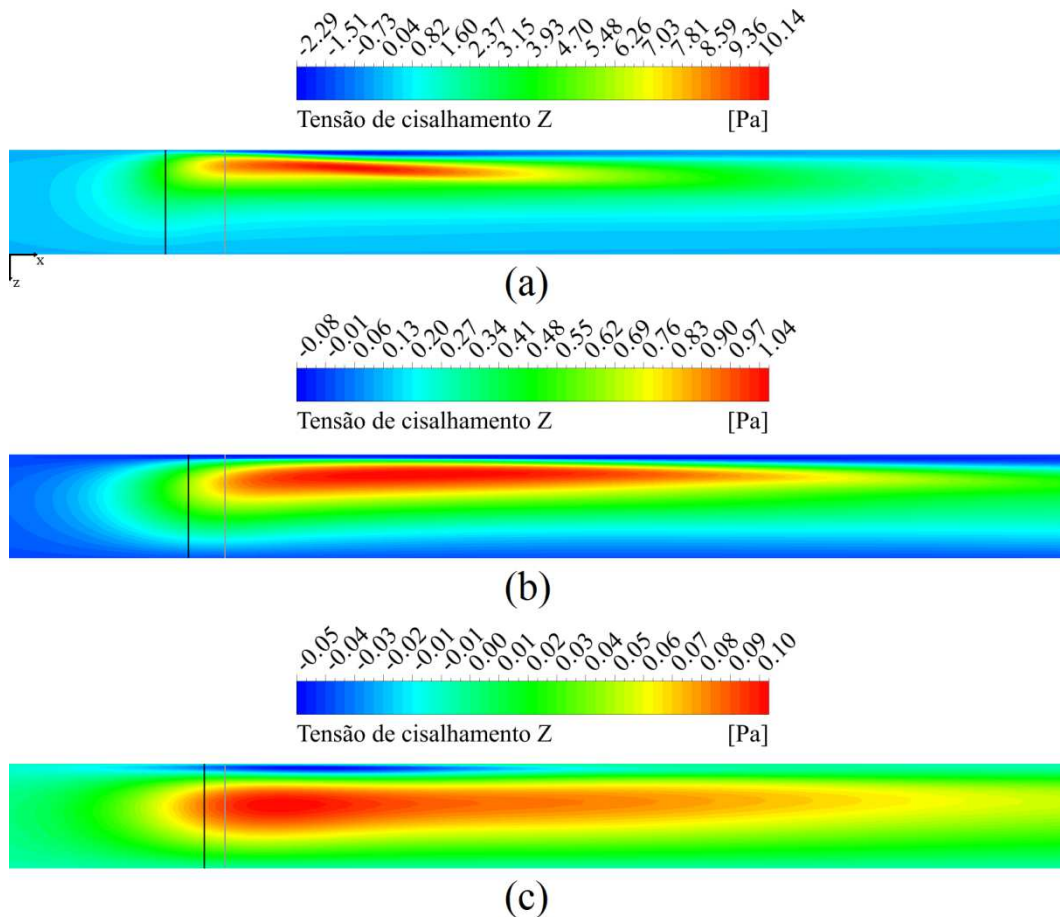 -2.29 -1.51 -0.73 0.04 0.82 1.60 2.37 3.15 3.93 4.70 5.48 6.26 7.03 7.81 8.59 9.36 10.14
Tensão de cisalhamento Z [Pa]
x
z
(a)
-0.08 -0.01 0.06 0.13 0.20 0.27 0.34 0.41 0.48 0.55 0.62 0.69 0.76 0.83 0.90 0.97 1.04
Tensão de cisalhamento Z [Pa]
(b)
-0.05 -0.04 -0.03 -0.02 -0.01 -0.01 0.00 0.01 0.02 0.03 0.04 0.05 0.06 0.07 0.08 0.09 0.10
Tensão de cisalhamento Z [Pa]
(c)